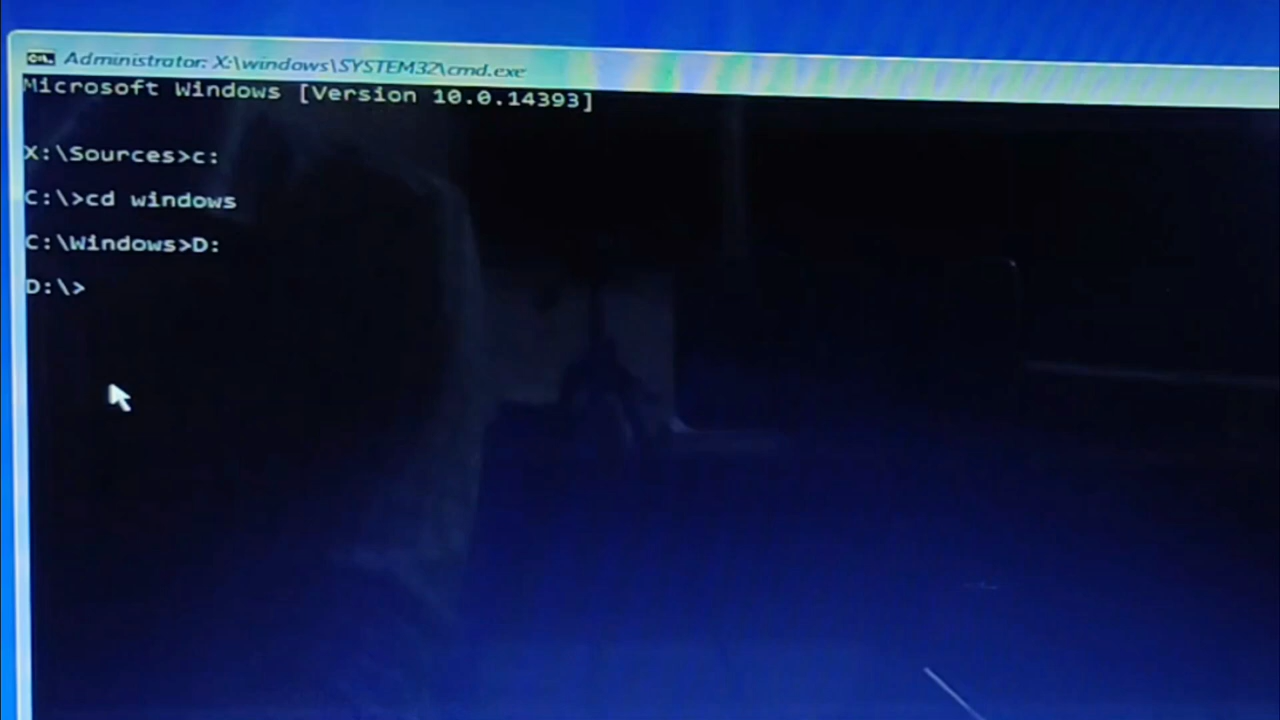 Administrator: X:\windows\SYSTEM32\cmd.exe
Microsoft Windows [Version 10.0.14393]
X:\Sources>c:
C:\>cd windows
C:\Windows>D:
D:\>